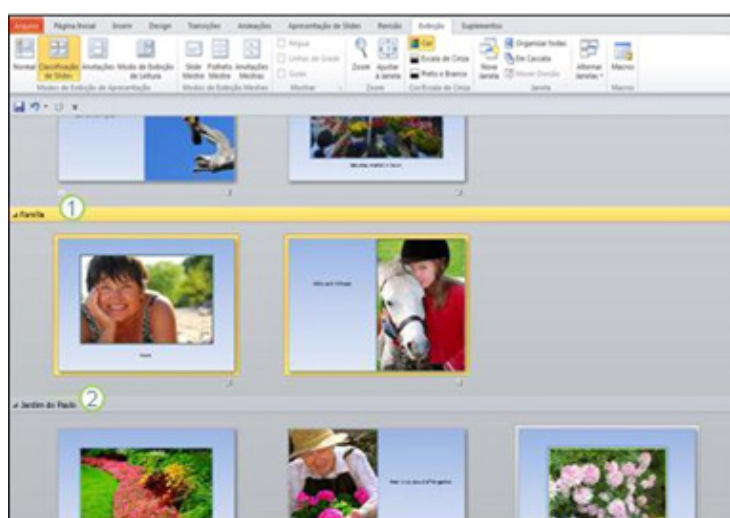 Arquivo Página Inicial Inserir Design Transições Animações Apresentação de Slides Revisão Exibição Suplementos
Normal Classificação de Slides Anotações Modo de Exibição de Leitura
Slide Mestre Folheto Mestre Anotações Mestras
Régua
Linhas de Grade
Guias
Zoom Ajustar à Janela
Cor
Escala de Cinza
Preto e Branco
Nova Janela
Organizar todas
Em Cascata
Mover Divisão
Alternar Janelas
Macros
Modos de Exibição de Apresentação Modos de Exibição Mestres Mostrar Zoom Cor/Escala de Cinza Janela Macros
Família 1
Jardim do Paulo 2